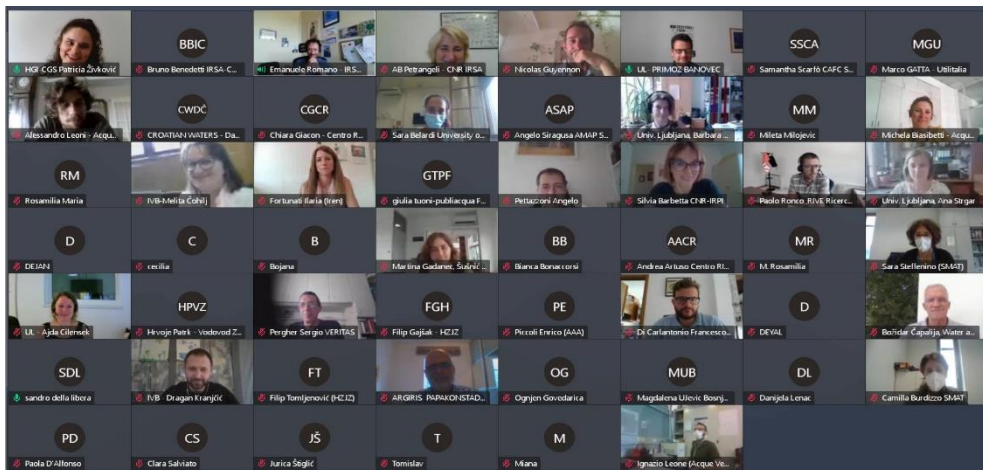 HGI-CGS Patricia Živković
BBIC
Bruno Benedetti IRSA-C...
Emanuele Romano - IRS...
AB Petrangeli - CNR IRSA
Nicolas Guyennon
UL- PRIMOZ BANOVEC
SSCA
Samantha Scarfò CAFC S...
MGU
Marco GATTA - Utilitalia
Alessandro Leoni - Acqu...
CWDČ
CROATIAN WATERS - Da...
CGCR
Chiara Giacon - Centro R...
Sara Belardi University o...
ASAP
Angelo Siragusa AMAP S...
Univ. Ljubljana, Barbara ...
MM
Mileta Milojevic
Michela Biasibetti - Acqu...
RM
Rosamilia Maria
IVB-Melita Čohilj
Fortunati Ilaria (Iren)
GTPF
giulia tuoni-publiacqua F...
Pettazzoni Angelo
Silvia Barbetta CNR-IRPI
Paolo Ronco_RIVE Ricerc...
Univ. Ljubljana, Ana Strgar
D
DEJAN
C
cecilia
B
Bojana
Martina Gadanec, Sušnić ...
BB
Bianca Bonaccorsi
AACR
Andrea Artuso Centro RI...
MR
M. Rosamilia
Sara Steffenino (SMAT)
UL - Ajda Cilensek
HPVZ
Hrvoje Patrk - Vodovod Z...
Pergher Sergio VERITAS
FGH
Filip Gajšak - HZJZ
PE
Piccoli Enrico (AAA)
Di Carlantonio Francesco...
D
DEYAL
Božidar Čapalija, Water a...
SDL
sandro della libera
IVB - Dragan Kranjčić
FT
Filip Tomljenović (HZJZ)
ARGIRIS PAPAKONSTAD...
OG
Ognjen Govedarica
MUB
Magdalena Ujević Bosnj...
DL
Danijela Lenac
Camilla Burdizzo SMAT
PD
Paola D'Alfonso
CS
Clara Salviato
JŠ
Jurica Štiglić
T
Tomislav
M
Miana
Ignazio Leone (Acque Ve...